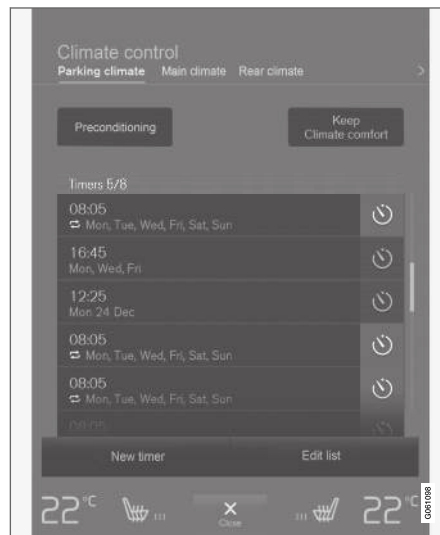 Climate control
Parking climate Main climate Rear climate
Preconditioning
Keep
Climate comfort
Timers 5/8
08:05
Mon, Tue, Wed, Fri, Sat, Sun
16:45
Mon, Wed, Fri
12:25
Mon 24 Dec
08:05
Mon, Tue, Wed, Fri, Sat, Sun
08:05
Mon, Tue, Wed, Fri, Sat, Sun
08:05
New timer Edit list
22°C 22°C
Close
G061098